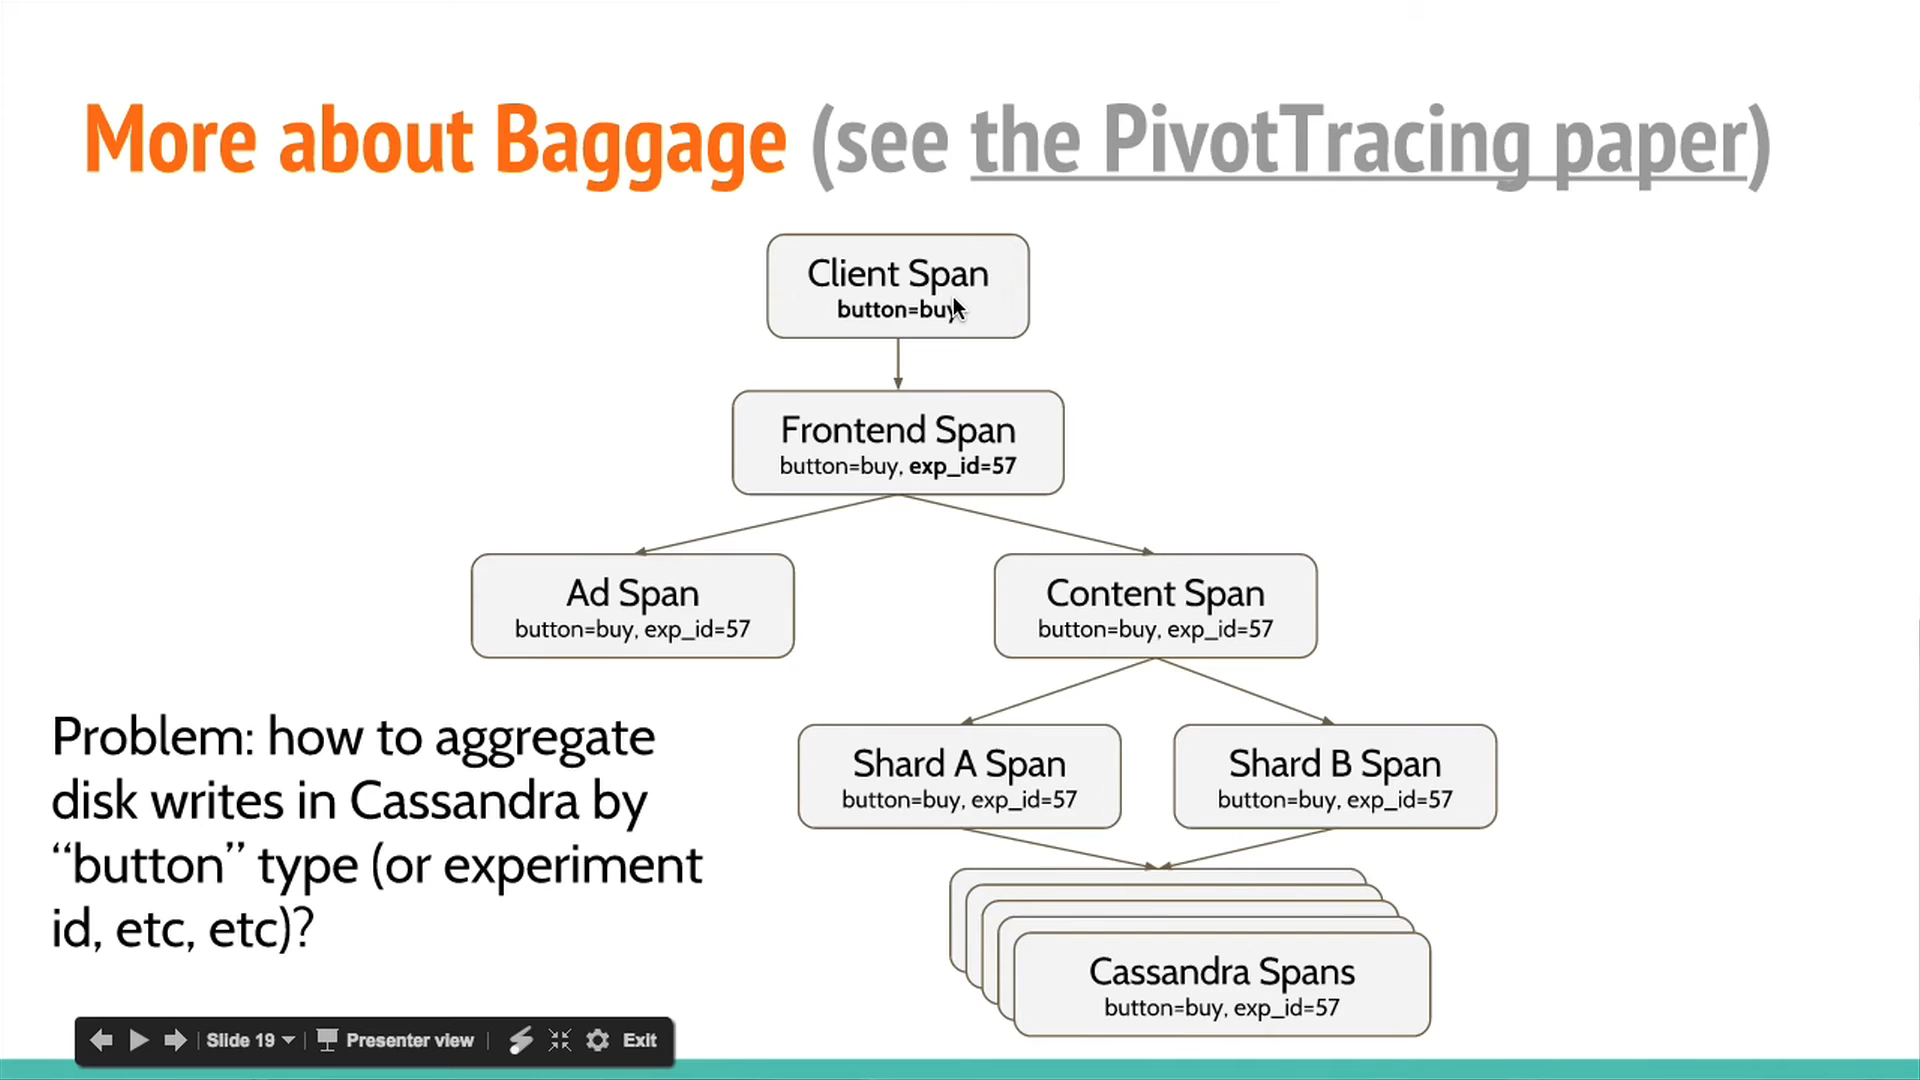 More about Baggage (see the PivotTracing paper)
Client Span
button=buy
Frontend Span
button=buy, exp_id=57
Ad Span
button=buy, exp_id=57
Content Span
button=buy, exp_id=57
Shard A Span
button=buy, exp_id=57
Shard B Span
button=buy, exp_id=57
Cassandra Spans
button=buy, exp_id=57
Problem: how to aggregate
disk writes in Cassandra by
“button” type (or experiment
id, etc, etc)?
Slide 19 Presenter view Exit